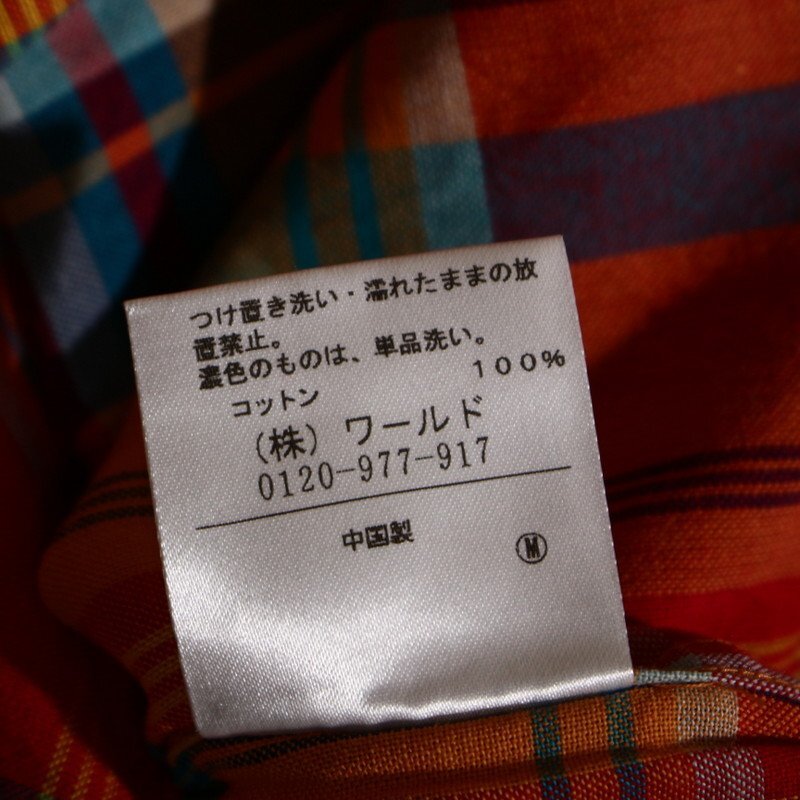 つけ置き洗い・濡れたままの放
置禁止。
濃色のものは、単品洗い。
コットン 100%
(株) ワールド
0120-977-917
中国製 Ⓜ